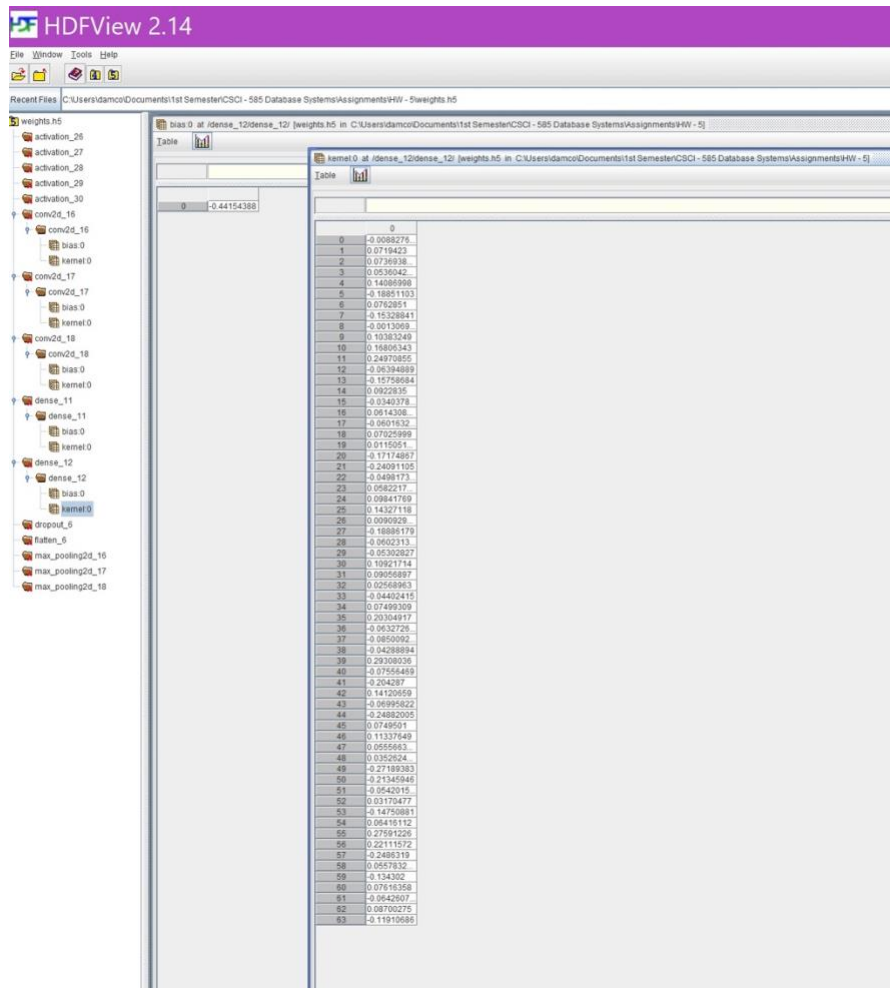 HDF HDFView 2.14
File Window Tools Help
Recent Files C:\Users\damco\Documents\1st Semester\CSCI - 585 Database Systems\Assignments\HW - 5\weights.h5
weights.h5
activation_26
activation_27
activation_28
activation_29
activation_30
conv2d_16
conv2d_16
bias:0
kernel:0
conv2d_17
conv2d_17
bias:0
kernel:0
conv2d_18
conv2d_18
bias:0
kernel:0
dense_11
dense_11
bias:0
kernel:0
dense_12
dense_12
bias:0
kernel:0
dropout_6
flatten_6
max_pooling2d_16
max_pooling2d_17
max_pooling2d_18
bias:0 at /dense_12/dense_12/ [weights.h5 in C:\Users\damco\Documents\1st Semester\CSCI - 585 Database Systems\Assignments\HW - 5]
Table
0 -0.44154388
kernel:0 at /dense_12/dense_12/ [weights.h5 in C:\Users\damco\Documents\1st Semester\CSCI - 585 Database Systems\Assignments\HW - 5]
Table
0
0 -0.0088276...
1 0.0719423
2 0.0736938...
3 0.0536042...
4 0.14086998
5 -0.18851103
6 0.0762851
7 -0.15328841
8 -0.0013069...
9 0.10383249
10 0.16806343
11 0.24970855
12 -0.06394889
13 -0.15758684
14 0.0922835
15 -0.0340378...
16 0.0614308...
17 -0.0601632...
18 0.07025999
19 0.0115051...
20 -0.17174867
21 -0.24091105
22 -0.0498173...
23 0.0582217...
24 0.09841769
25 0.14327118
26 0.0090929...
27 -0.18886179
28 -0.0602313...
29 -0.05302827
30 0.10921714
31 0.09056897
32 0.02568963
33 -0.04402415
34 0.07499309
35 0.20304917
36 -0.0632726...
37 -0.0850092...
38 -0.04288894
39 0.29308036
40 -0.07556469
41 -0.204287
42 0.14120659
43 -0.06995822
44 -0.24882005
45 0.0749501
46 0.11337649
47 0.0555663...
48 0.0352624...
49 -0.27189383
50 -0.21345946
51 -0.0542015...
52 0.03170477
53 -0.14750881
54 0.06416112
55 0.27591226
56 0.22111572
57 -0.2486319
58 0.0557832...
59 -0.134302
60 0.07616358
61 -0.0642607...
62 0.08700275
63 -0.11910686